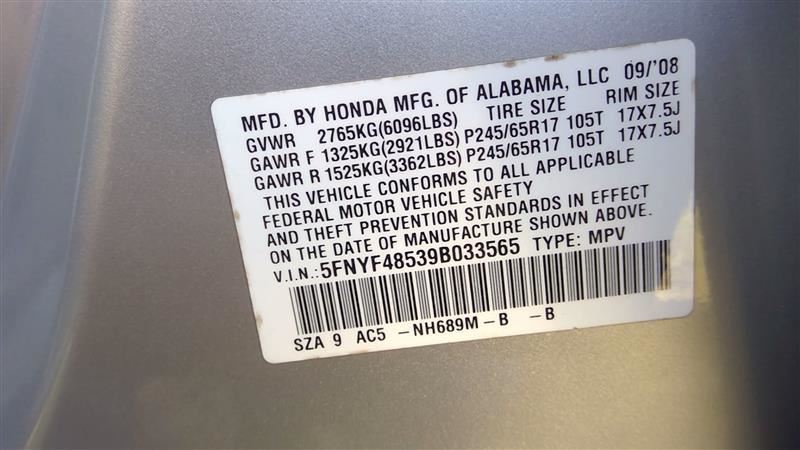 MFD. BY HONDA MFG. OF ALABAMA, LLC 09/'08
GVWR 2765KG(6096LBS) TIRE SIZE RIM SIZE
GAWR F 1325KG(2921LBS) P245/65R17 105T 17X7.5J
GAWR R 1525KG(3362LBS) P245/65R17 105T 17X7.5J
THIS VEHICLE CONFORMS TO ALL APPLICABLE
FEDERAL MOTOR VEHICLE SAFETY
AND THEFT PREVENTION STANDARDS IN EFFECT
ON THE DATE OF MANUFACTURE SHOWN ABOVE.
V.I.N.:5FNYF48539B033565 TYPE: MPV
SZA 9 AC5 -NH689M-B -B